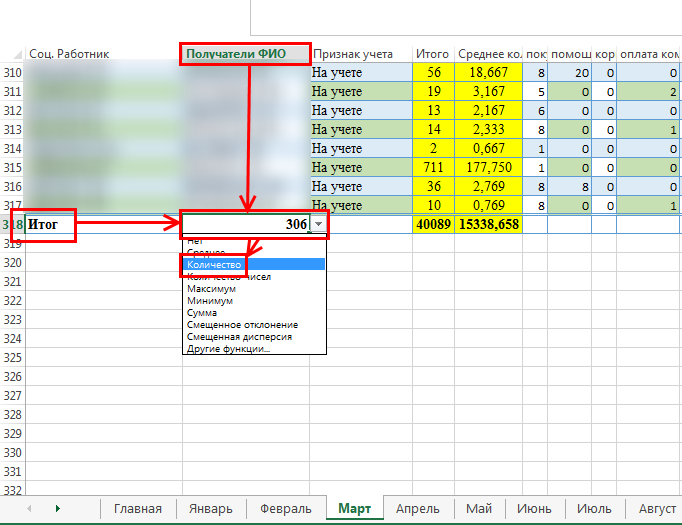 Соц. Работник Получатели ФИО Признак учета Итого Среднее кол поку помош кор оплата ком
310 На учете 56 18,667 8 20 0 0
311 На учете 19 3,167 5 0 0 2
312 На учете 13 2,167 6 0 0 0
313 На учете 14 2,333 8 0 0 1
314 На учете 2 0,667 1 0 0 0
315 На учете 711 177,750 1 0 0 0
316 На учете 36 2,769 8 8 0 0
317 На учете 10 0,769 8 0 0 1
318 Итог 306 40089 15338,658
319 Нет
Среднее
320 Количество
321 Количество чисел
322 Максимум
323 Минимум
Сумма
324 Смещенное отклонение
325 Смещенная дисперсия
Другие функции...
326
327
328
329
330
331
332
Главная Январь Февраль Март Апрель Май Июнь Июль Август